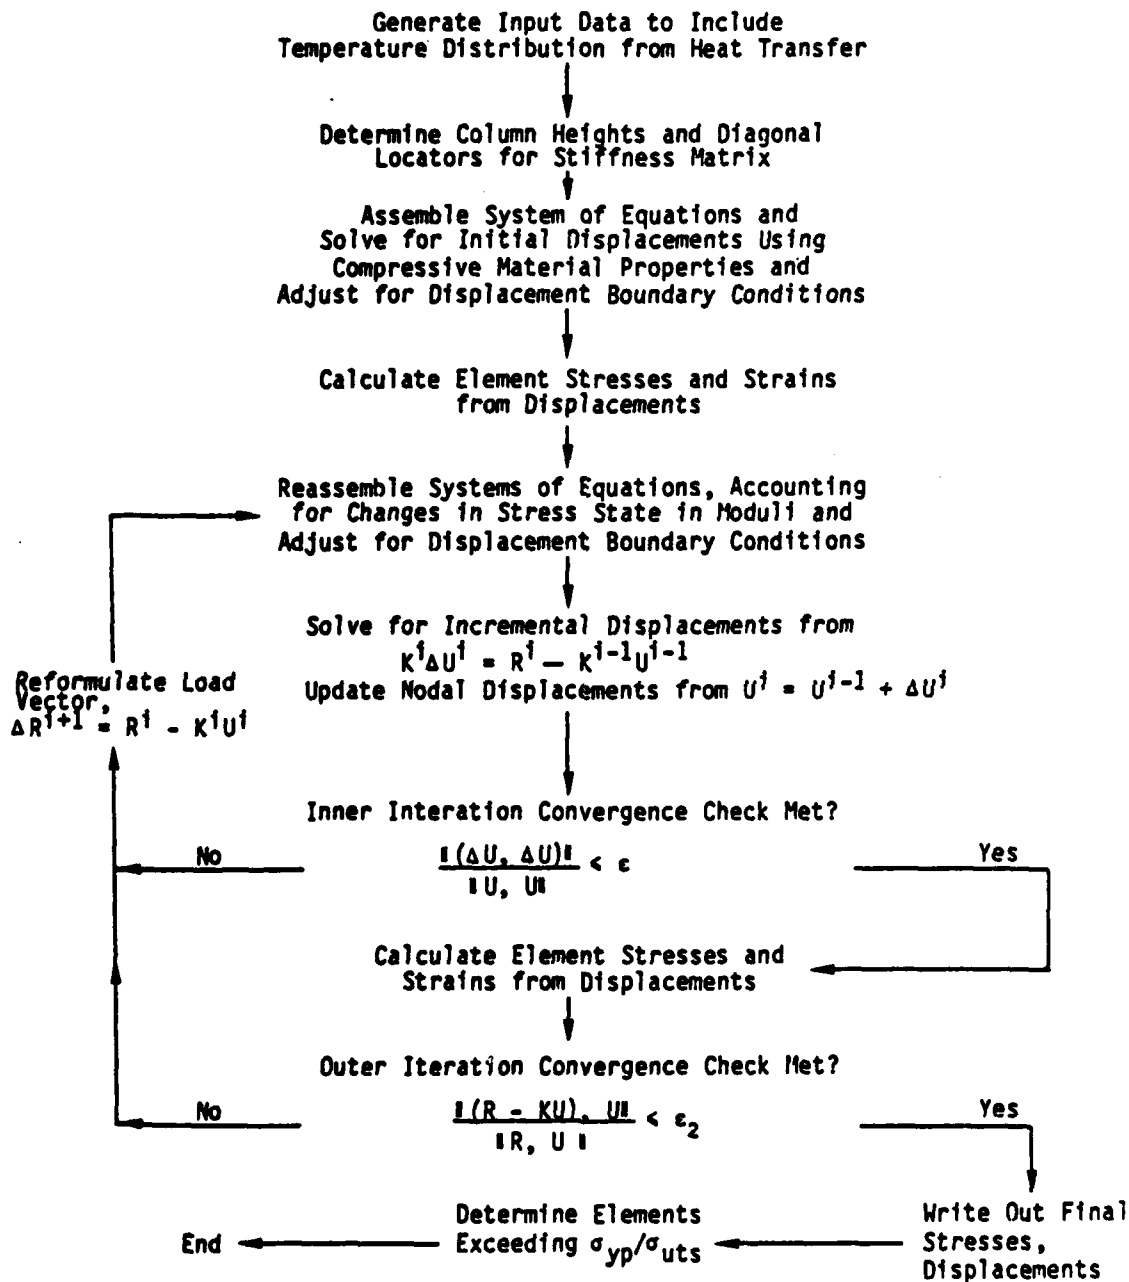 Generate Input Data to Include
Temperature Distribution from Heat Transfer
Determine Column Heights and Diagonal
Locators for Stiffness Matrix
Assemble System of Equations and
Solve for Initial Displacements Using
Compressive Material Properties and
Adjust for Displacement Boundary Conditions
Calculate Element Stresses and Strains
from Displacements
Reassemble Systems of Equations, Accounting
for Changes in Stress State in Moduli and
Adjust for Displacement Boundary Conditions
Solve for Incremental Displacements from
K^i ΔU^i = R^i − K^{i-1}U^{i-1}
Update Nodal Displacements from U^i = U^{i-1} + ΔU^i
Reformulate Load
Vector,
ΔR^{i+1} = R^i - K^iU^i
Inner Interation Convergence Check Met?
No
‖(ΔU, ΔU)‖ / ‖U, U‖ < ε
Yes
Calculate Element Stresses and
Strains from Displacements
Outer Iteration Convergence Check Met?
No
‖(R - KU), U‖ / ‖R, U‖ < ε_2
Yes
Write Out Final
Stresses,
Displacements
Determine Elements
Exceeding σ_yp/σ_uts
End